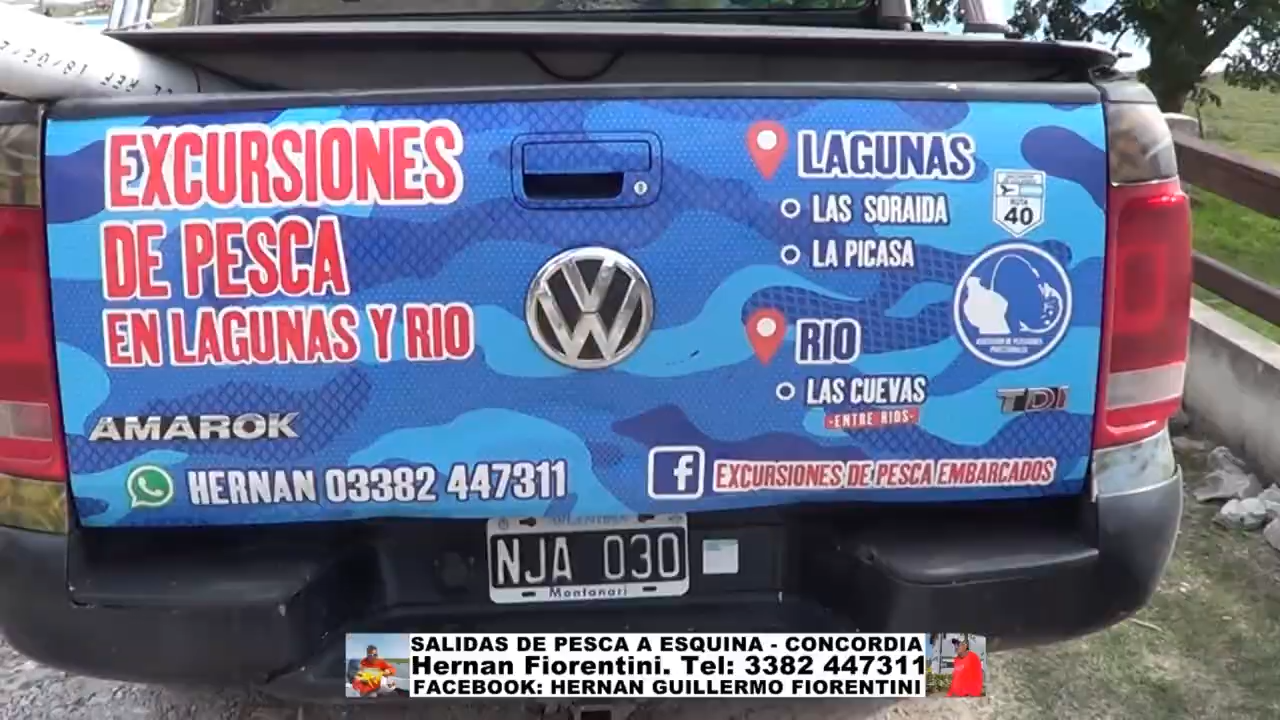 EXCURSIONES
DE PESCA
EN LAGUNAS Y RIO
AMAROK
HERNAN 03382 447311
LAGUNAS
LAS SORAIDA
LA PICASA
RUTA
40
RIO
LAS CUEVAS
-ENTRE RIOS-
TDI
f EXCURSIONES DE PESCA EMBARCADOS
NJA 030
Montanari
SALIDAS DE PESCA A ESQUINA - CONCORDIA
Hernan Fiorentini. Tel: 3382 447311
FACEBOOK: HERNAN GUILLERMO FIORENTINI